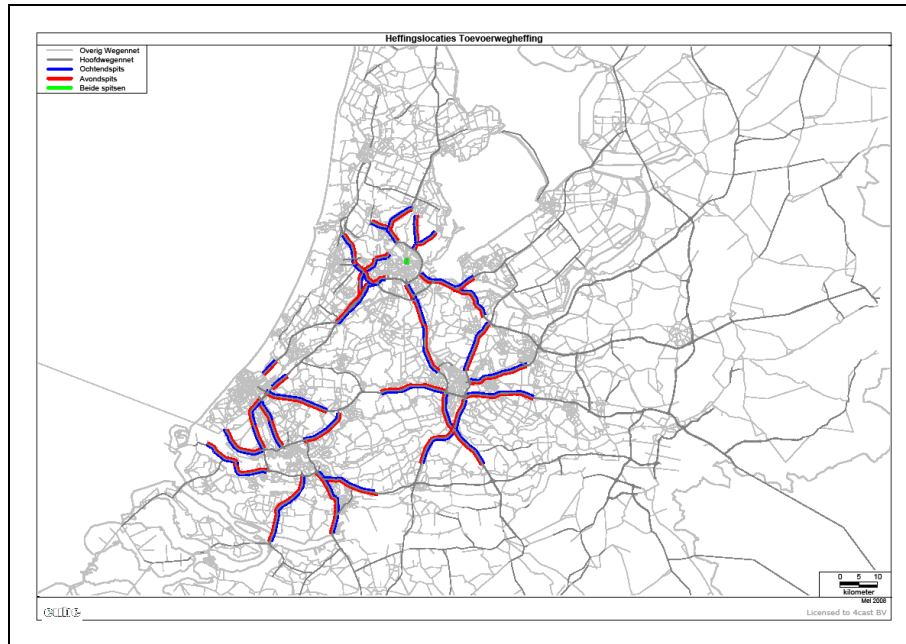 Heffingslocaties Toevoerwegheffing
Overig Wegennet
Hoofdwegennet
Ochtendspits
Avondspits
Beide spitsen
0 5 10
kilometer
Mei 2008
cube
Licensed to 4cast BV